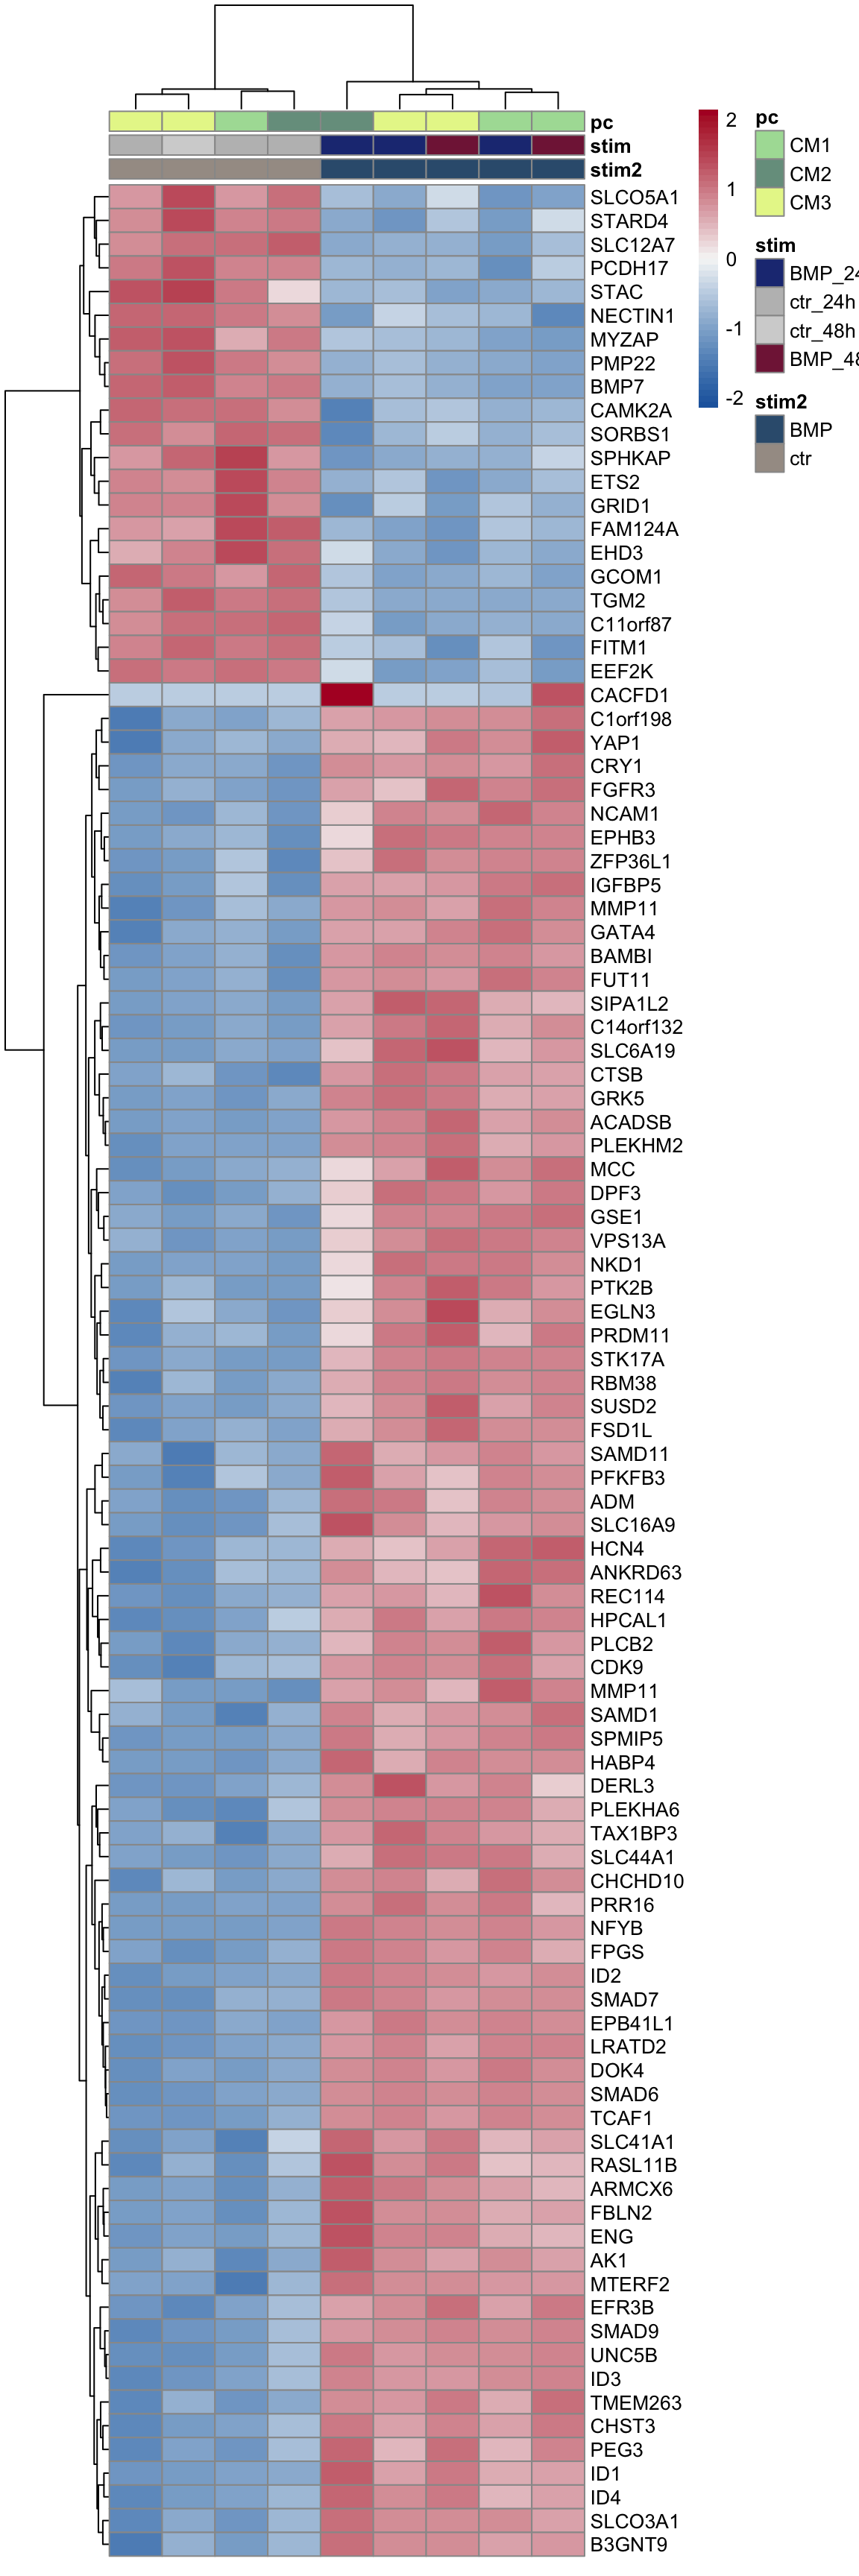 pc
stim
stim2
SLCO5A1
STARD4
SLC12A7
PCDH17
STAC
NECTIN1
MYZAP
PMP22
BMP7
CAMK2A
SORBS1
SPHKAP
ETS2
GRID1
FAM124A
EHD3
GCOM1
TGM2
C11orf87
FITM1
EEF2K
CACFD1
C1orf198
YAP1
CRY1
FGFR3
NCAM1
EPHB3
ZFP36L1
IGFBP5
MMP11
GATA4
BAMBI
FUT11
SIPA1L2
C14orf132
SLC6A19
CTSB
GRK5
ACADSB
PLEKHM2
MCC
DPF3
GSE1
VPS13A
NKD1
PTK2B
EGLN3
PRDM11
STK17A
RBM38
SUSD2
FSD1L
SAMD11
PFKFB3
ADM
SLC16A9
HCN4
ANKRD63
REC114
HPCAL1
PLCB2
CDK9
MMP11
SAMD1
SPMIP5
HABP4
DERL3
PLEKHA6
TAX1BP3
SLC44A1
CHCHD10
PRR16
NFYB
FPGS
ID2
SMAD7
EPB41L1
LRATD2
DOK4
SMAD6
TCAF1
SLC41A1
RASL11B
ARMCX6
FBLN2
ENG
AK1
MTERF2
EFR3B
SMAD9
UNC5B
ID3
TMEM263
CHST3
PEG3
ID1
ID4
SLCO3A1
B3GNT9
2
1
0
-1
-2
pc
CM1
CM2
CM3
stim
BMP_24
ctr_24h
ctr_48h
BMP_48
stim2
BMP
ctr